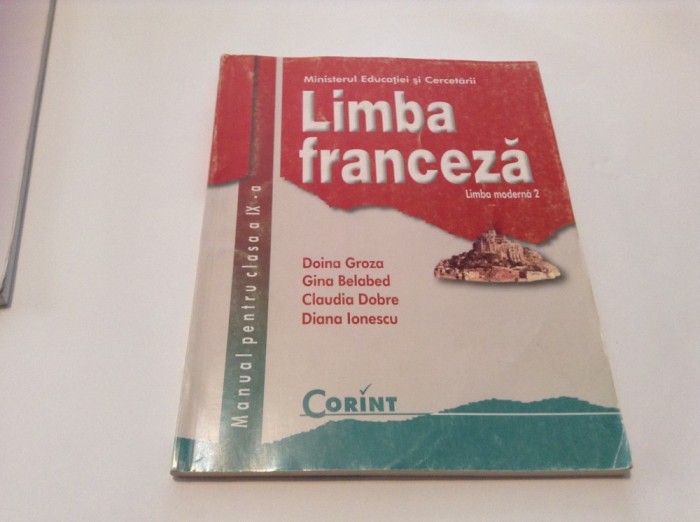 Ministerul Educației și Cercetării
Limba
franceză
Limba modernă 2
Doina Groza
Gina Belabed
Claudia Dobre
Diana Ionescu
CORINT
Manual pentru clasa a IX-a